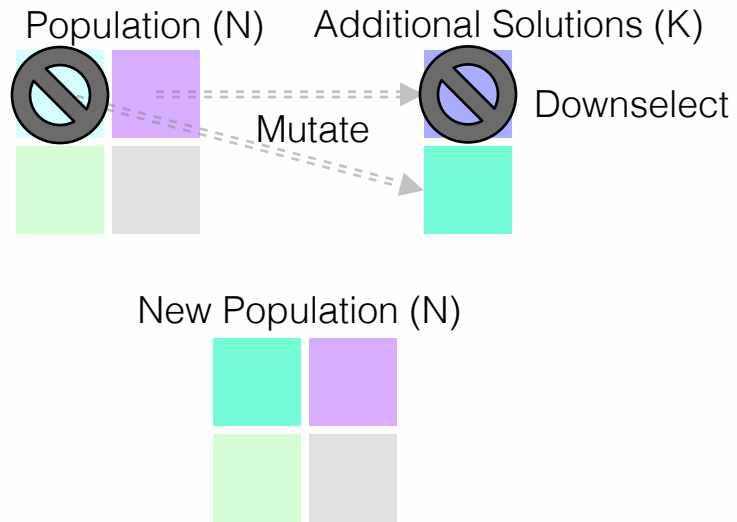 Population (N)
Additional Solutions (K)
Downselect
Mutate
New Population (N)